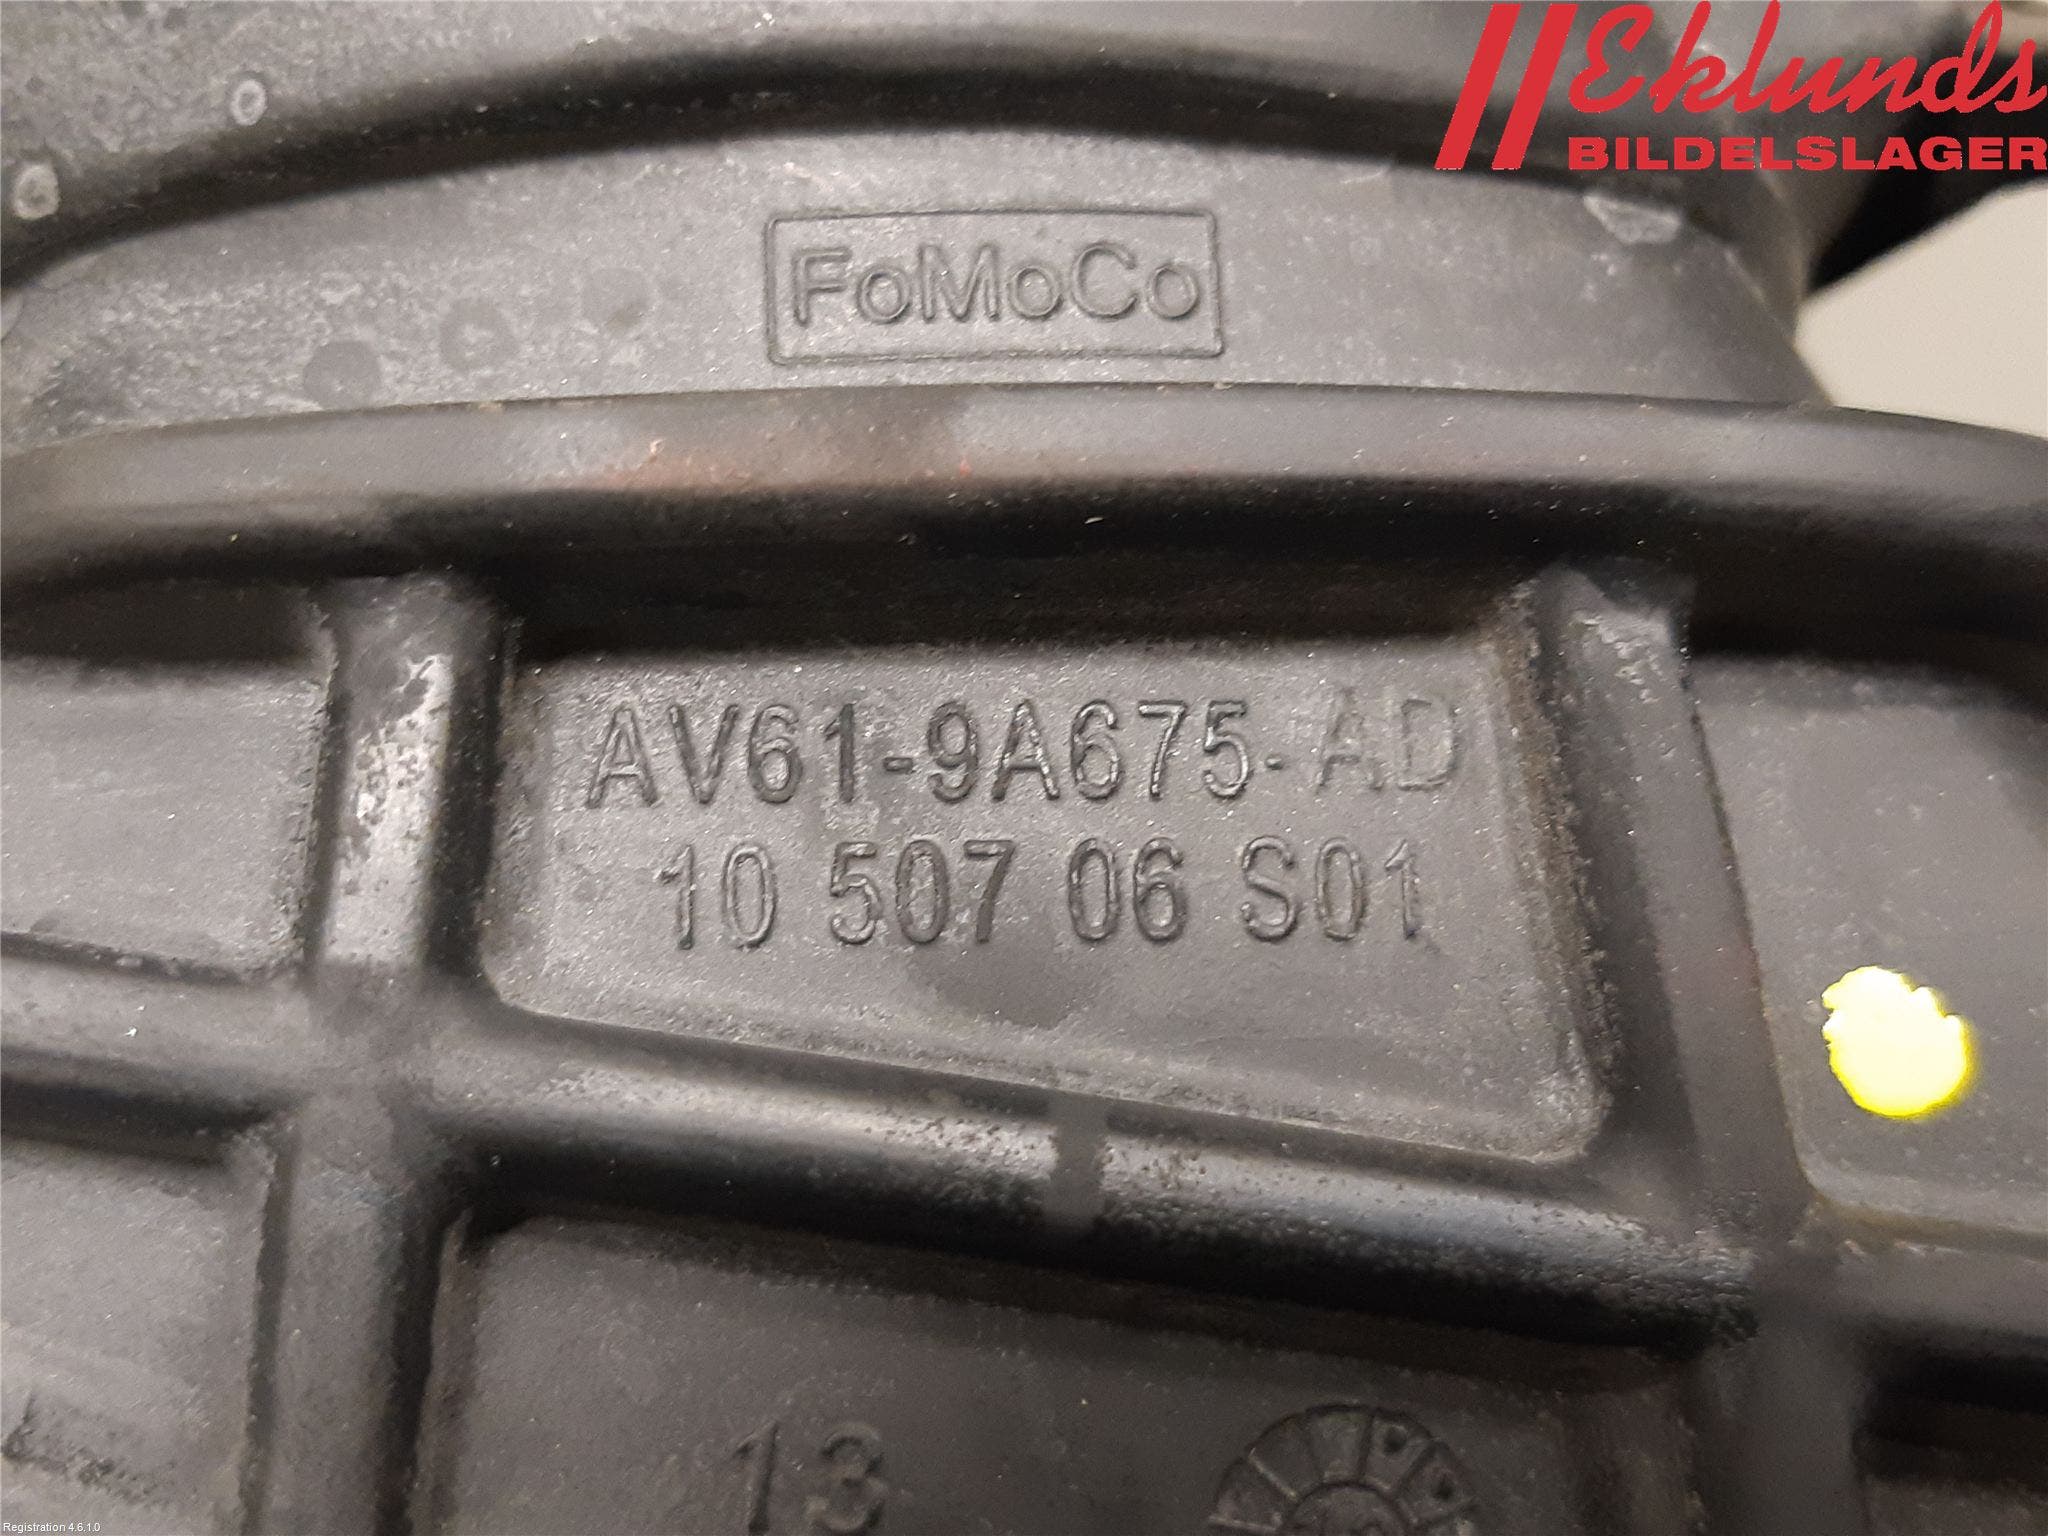 Eklunds
BILDELSLAGER
FoMoCo
AV61-9A675-AD
10 507 06 S01
13
Registration 4.6.1.0